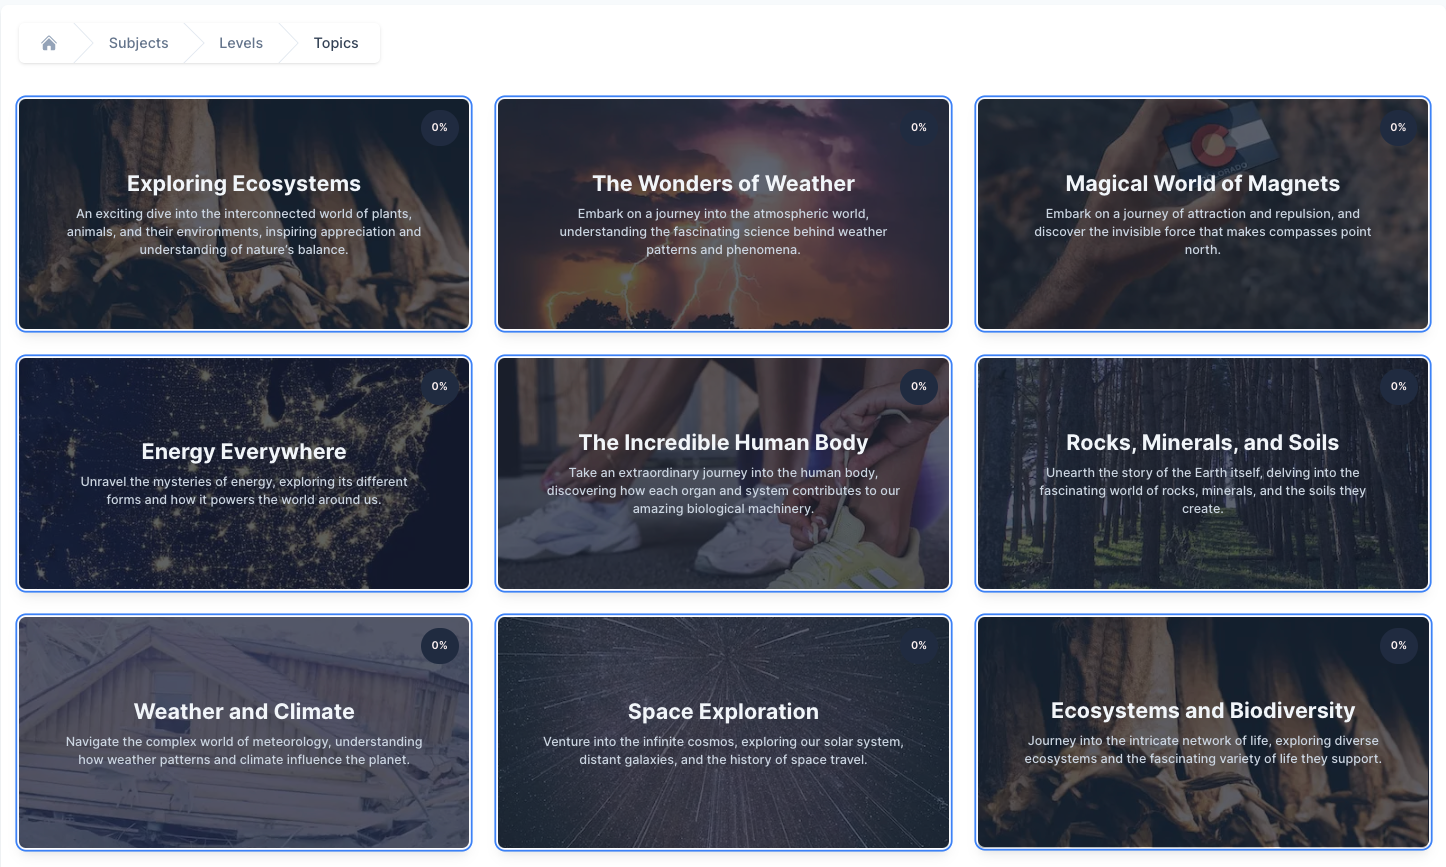 Subjects
Levels
Topics
0%
Exploring Ecosystems
An exciting dive into the interconnected world of plants,
animals, and their environments, inspiring appreciation and
understanding of nature's balance.
0%
The Wonders of Weather
Embark on a journey into the atmospheric world,
understanding the fascinating science behind weather
patterns and phenomena.
0%
COLORADO
Magical World of Magnets
Embark on a journey of attraction and repulsion, and
discover the invisible force that makes compasses point
north.
0%
Energy Everywhere
Unravel the mysteries of energy, exploring its different
forms and how it powers the world around us.
0%
The Incredible Human Body
Take an extraordinary journey into the human body,
discovering how each organ and system contributes to our
amazing biological machinery.
0%
Rocks, Minerals, and Soils
Unearth the story of the Earth itself, delving into the
fascinating world of rocks, minerals, and the soils they
create.
0%
Weather and Climate
Navigate the complex world of meteorology, understanding
how weather patterns and climate influence the planet.
0%
Space Exploration
Venture into the infinite cosmos, exploring our solar system,
distant galaxies, and the history of space travel.
0%
Ecosystems and Biodiversity
Journey into the intricate network of life, exploring diverse
ecosystems and the fascinating variety of life they support.